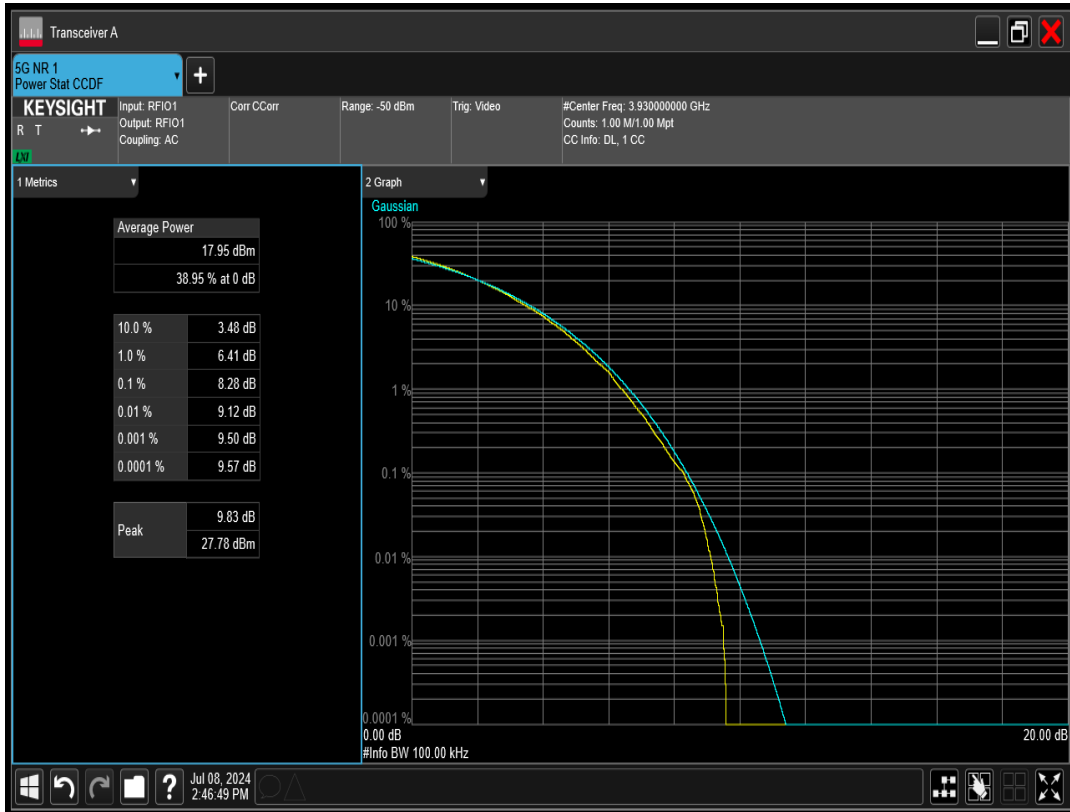 Transceiver A
5G NR 1
Power Stat CCDF
+
KEYSIGHT
R T
LXI
Input: RFIO1
Output: RFIO1
Coupling: AC
Corr CCorr
Range: -50 dBm
Trig: Video
#Center Freq: 3.930000000 GHz
Counts: 1.00 M/1.00 Mpt
CC Info: DL, 1 CC
1 Metrics
Average Power
17.95 dBm
38.95 % at 0 dB
10.0 % 3.48 dB
1.0 % 6.41 dB
0.1 % 8.28 dB
0.01 % 9.12 dB
0.001 % 9.50 dB
0.0001 % 9.57 dB
Peak 9.83 dB
27.78 dBm
2 Graph
Gaussian
100 %
10 %
1 %
0.1 %
0.01 %
0.001 %
0.0001 %
0.00 dB 20.00 dB
#Info BW 100.00 kHz
?
Jul 08, 2024
2:46:49 PM